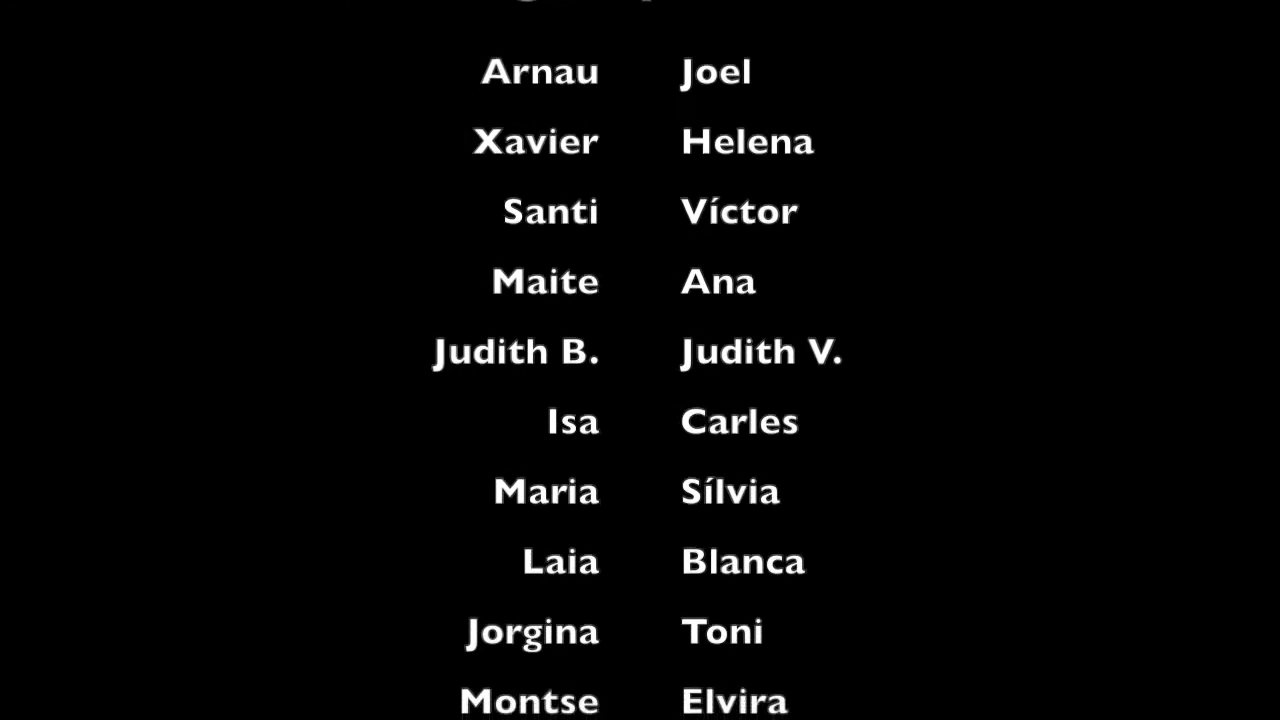 Arnau Joel
Xavier Helena
Santi Víctor
Maite Ana
Judith B. Judith V.
Isa Carles
Maria Sílvia
Laia Blanca
Jorgina Toni
Montse Elvira